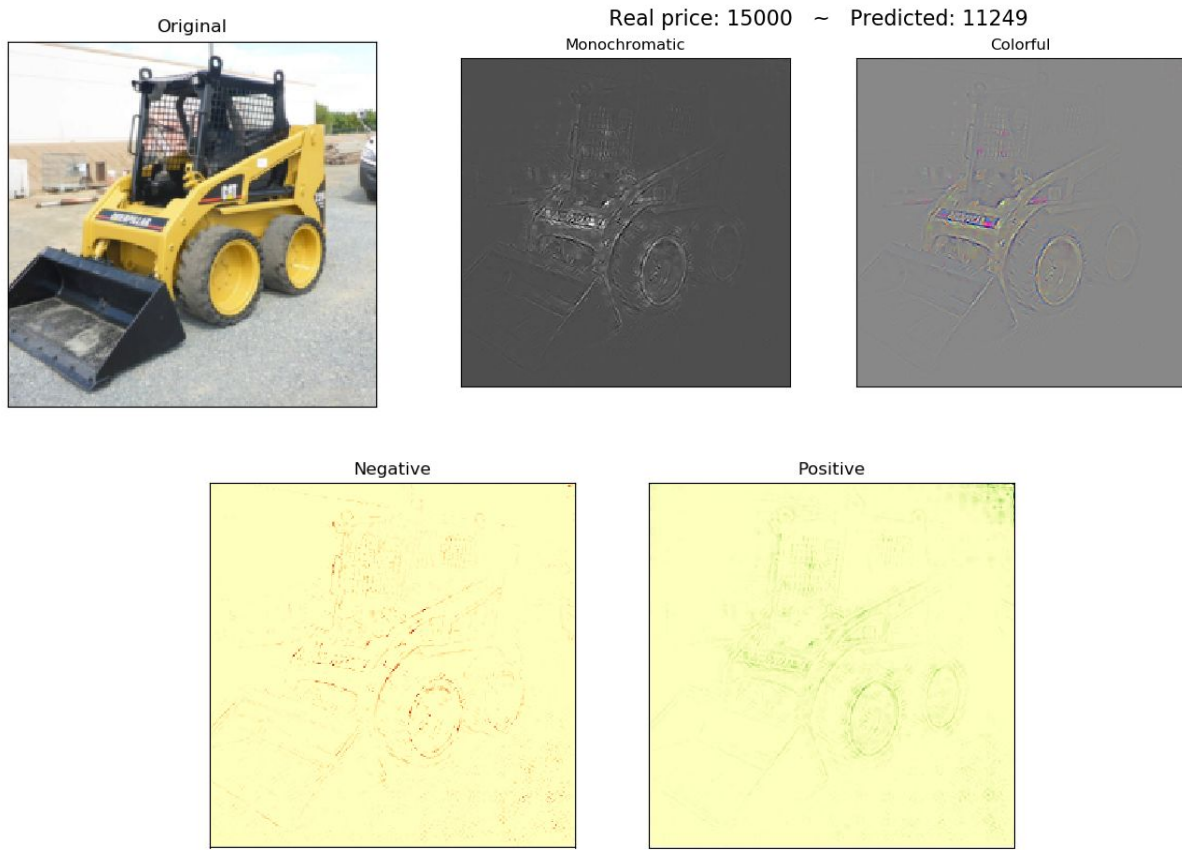 Real price: 15000 ~ Predicted: 11249
Original
Monochromatic
Colorful
CATERPILLAR
CAT
Negative
Positive